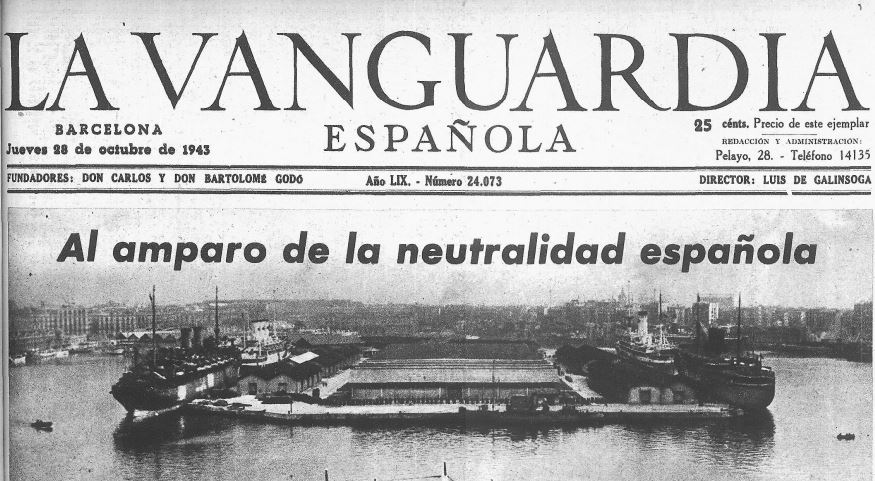 LA VANGUARDIA
BARCELONA
Jueves 28 de octubre de 1943
ESPAÑOLA
25 cénts. Precio de este ejemplar
REDACCIÓN Y ADMINISTRACIÓN:
Pelayo, 28. - Teléfono 14135
FUNDADORES: DON CARLOS Y DON BARTOLOMÉ GODÓ
Año LIX. - Número 24.073
DIRECTOR: LUIS DE GALINSOGA
Al amparo de la neutralidad española